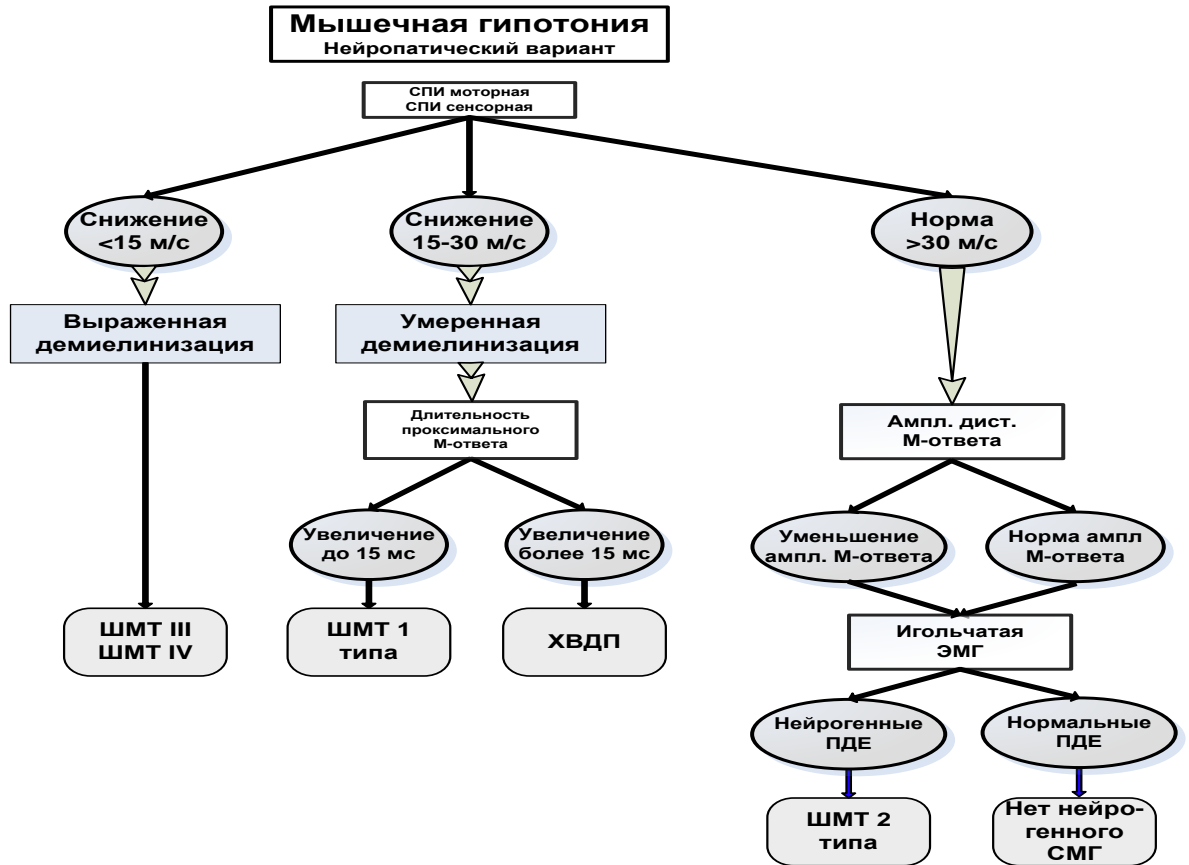 Мышечная гипотония
Нейропатический вариант
СПИ моторная
СПИ сенсорная
Снижение
<15 м/с
Снижение
15-30 м/с
Норма
>30 м/с
Выраженная
демиелинизация
Умеренная
демиелинизация
Длительность
проксимального
М-ответа
Ампл. дист.
М-ответа
Увеличение
до 15 мс
Увеличение
более 15 мс
Уменьшение
ампл. М-ответа
Норма ампл
М-ответа
ШМТ III
ШМТ IV
ШМТ 1
типа
ХВДП
Игольчатая
ЭМГ
Нейрогенные
ПДЕ
Нормальные
ПДЕ
ШМТ 2
типа
Нет нейро-
генного
СМГ